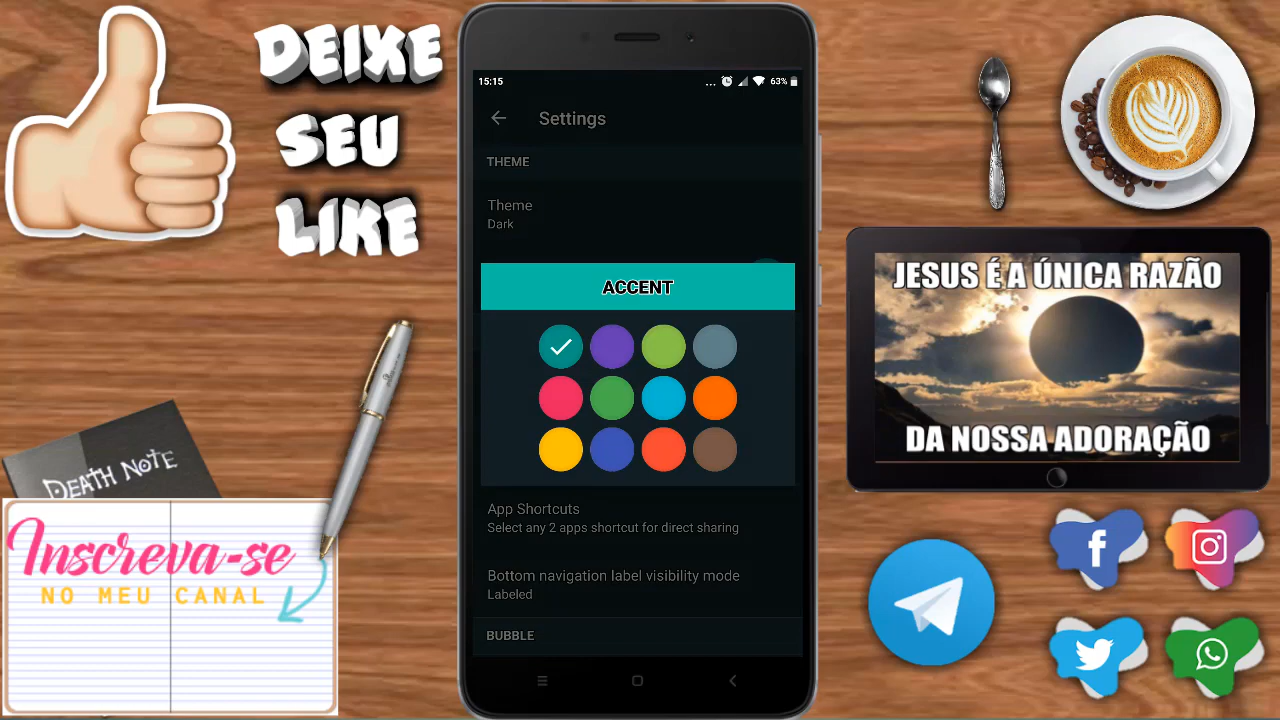 DEIXE
SEU
LIKE
15:15
63%
Settings
THEME
Theme
Dark
ACCENT
App Shortcuts
Select any 2 apps shortcut for direct sharing
Bottom navigation label visibility mode
Labeled
BUBBLE
JESUS É A ÚNICA RAZÃO
DA NOSSA ADORAÇÃO
DEATH NOTE
Inscreva-se
NO MEU CANAL
f